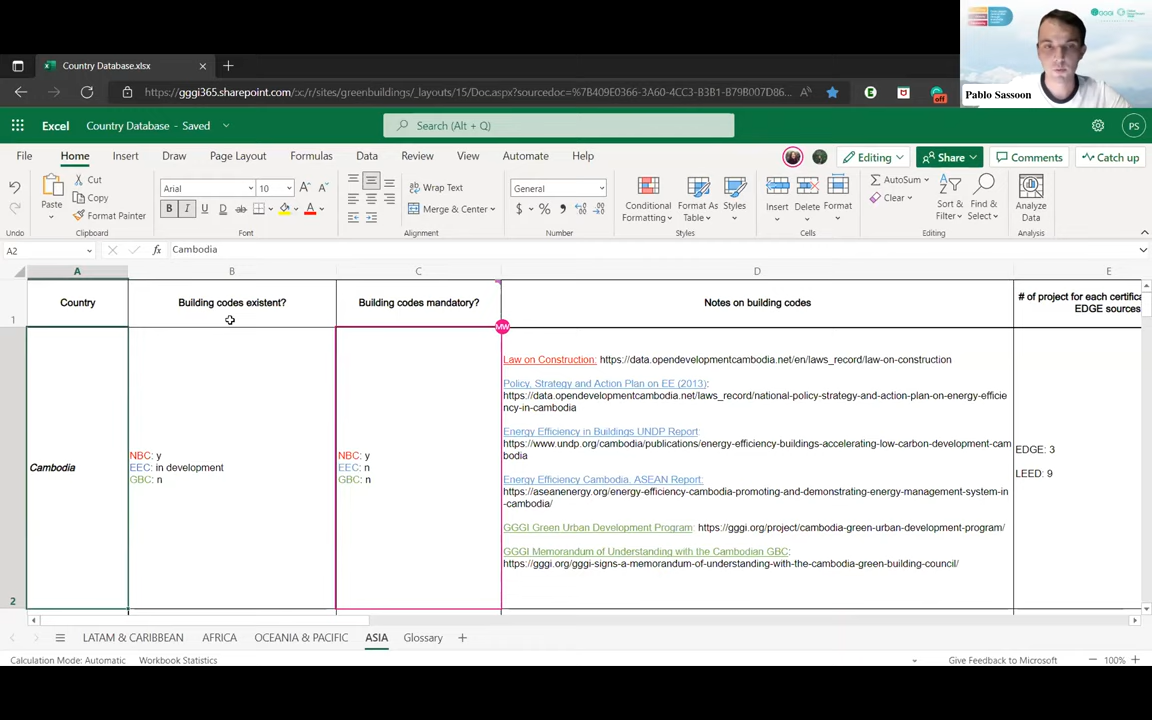 Country Database.xlsx
https://gggi365.sharepoint.com/:x:/r/sites/greenbuildings/_layouts/15/Doc.aspx?sourcedoc=%7B409E0366-3A60-4CC3-B3B1-B79B007D86...
Pablo Sassoon
Excel
Country Database - Saved
Search (Alt + Q)
PS
File Home Insert Draw Page Layout Formulas Data Review View Automate Help
Editing
Share
Comments
Catch up
Paste
Cut
Copy
Format Painter
Arial
10
Wrap Text
Merge & Center
General
Conditional Formatting
Format As Table
Styles
Insert
Delete
Format
AutoSum
Clear
Sort & Filter
Find & Select
Analyze Data
Undo
Clipboard
Font
Alignment
Number
Styles
Cells
Editing
Analysis
A2
fx
Cambodia
A B C D E
1
Country
Building codes existent?
Building codes mandatory?
Notes on building codes
# of project for each certifica
EDGE sources
MW
2
Cambodia
NBC: y
EEC: in development
GBC: n
NBC: y
EEC: n
GBC: n
Law on Construction: https://data.opendevelopmentcambodia.net/en/laws_record/law-on-construction
Policy, Strategy and Action Plan on EE (2013):
https://data.opendevelopmentcambodia.net/laws_record/national-policy-strategy-and-action-plan-on-energy-efficie
ncy-in-cambodia
Energy Efficiency in Buildings UNDP Report:
https://www.undp.org/cambodia/publications/energy-efficiency-buildings-accelerating-low-carbon-development-cam
bodia
Energy Efficiency Cambodia, ASEAN Report:
https://aseanenergy.org/energy-efficiency-cambodia-promoting-and-demonstrating-energy-management-system-in
-cambodia/
GGGI Green Urban Development Program: https://gggi.org/project/cambodia-green-urban-development-program/
GGGI Memorandum of Understanding with the Cambodian GBC:
https://gggi.org/gggi-signs-a-memorandum-of-understanding-with-the-cambodia-green-building-council/
EDGE: 3
LEED: 9
LATAM & CARIBBEAN AFRICA OCEANIA & PACIFIC ASIA Glossary
Calculation Mode: Automatic Workbook Statistics
Give Feedback to Microsoft
100%